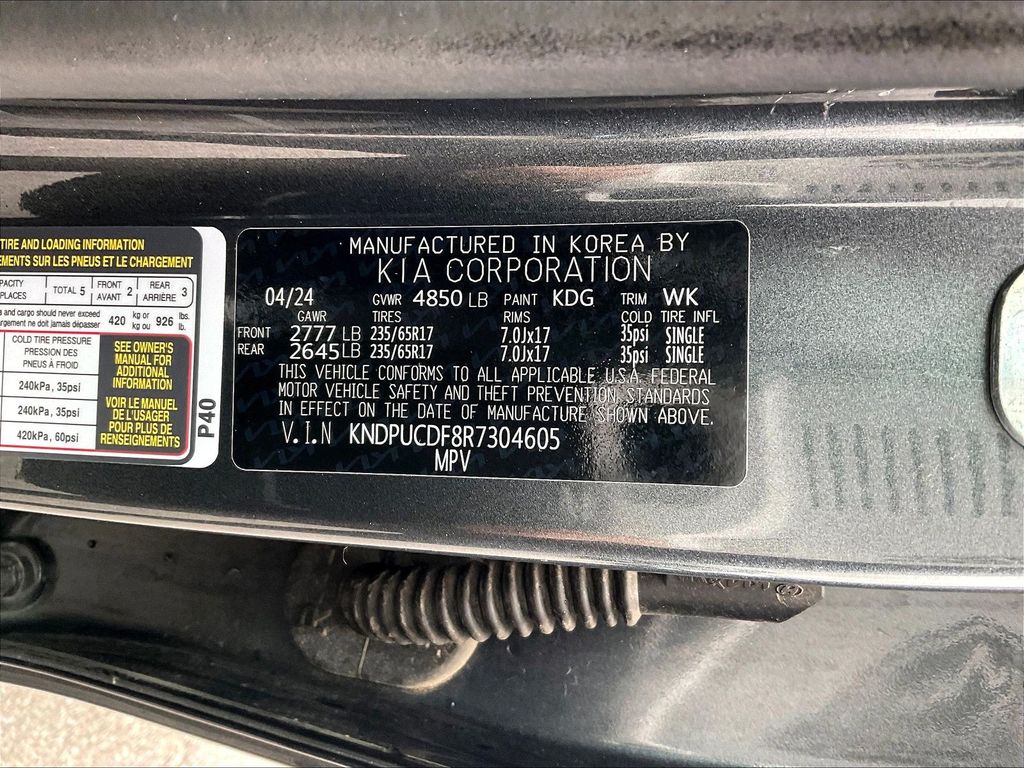 TIRE AND LOADING INFORMATION
EMENTS SUR LES PNEUS ET LE CHARGEMENT
PACITY TOTAL 5 FRONT 2 REAR 3
PLACES AVANT ARRIÈRE
s and cargo should never exceed 420 kg or 926 lbs.
argement ne doit jamais dépasser kg ou lb.
COLD TIRE PRESSURE
PRESSION DES
PNEUS À FROID
240kPa, 35psi
240kPa, 35psi
420kPa, 60psi
SEE OWNER'S
MANUAL FOR
ADDITIONAL
INFORMATION
VOIR LE MANUEL
DE L'USAGER
POUR PLUS DE
RENSEIGNEMENTS
P40
MANUFACTURED IN KOREA BY
KIA CORPORATION
04/24 GVWR 4850 LB PAINT KDG TRIM WK
GAWR TIRES RIMS COLD TIRE INFL
FRONT 2777 LB 235/65R17 7.0Jx17 35psi SINGLE
REAR 2645 LB 235/65R17 7.0Jx17 35psi SINGLE
THIS VEHICLE CONFORMS TO ALL APPLICABLE U.S.A. FEDERAL
MOTOR VEHICLE SAFETY AND THEFT PREVENTION STANDARDS
IN EFFECT ON THE DATE OF MANUFACTURE SHOWN ABOVE.
V.I.N KNDPUCDF8R7304605
MPV